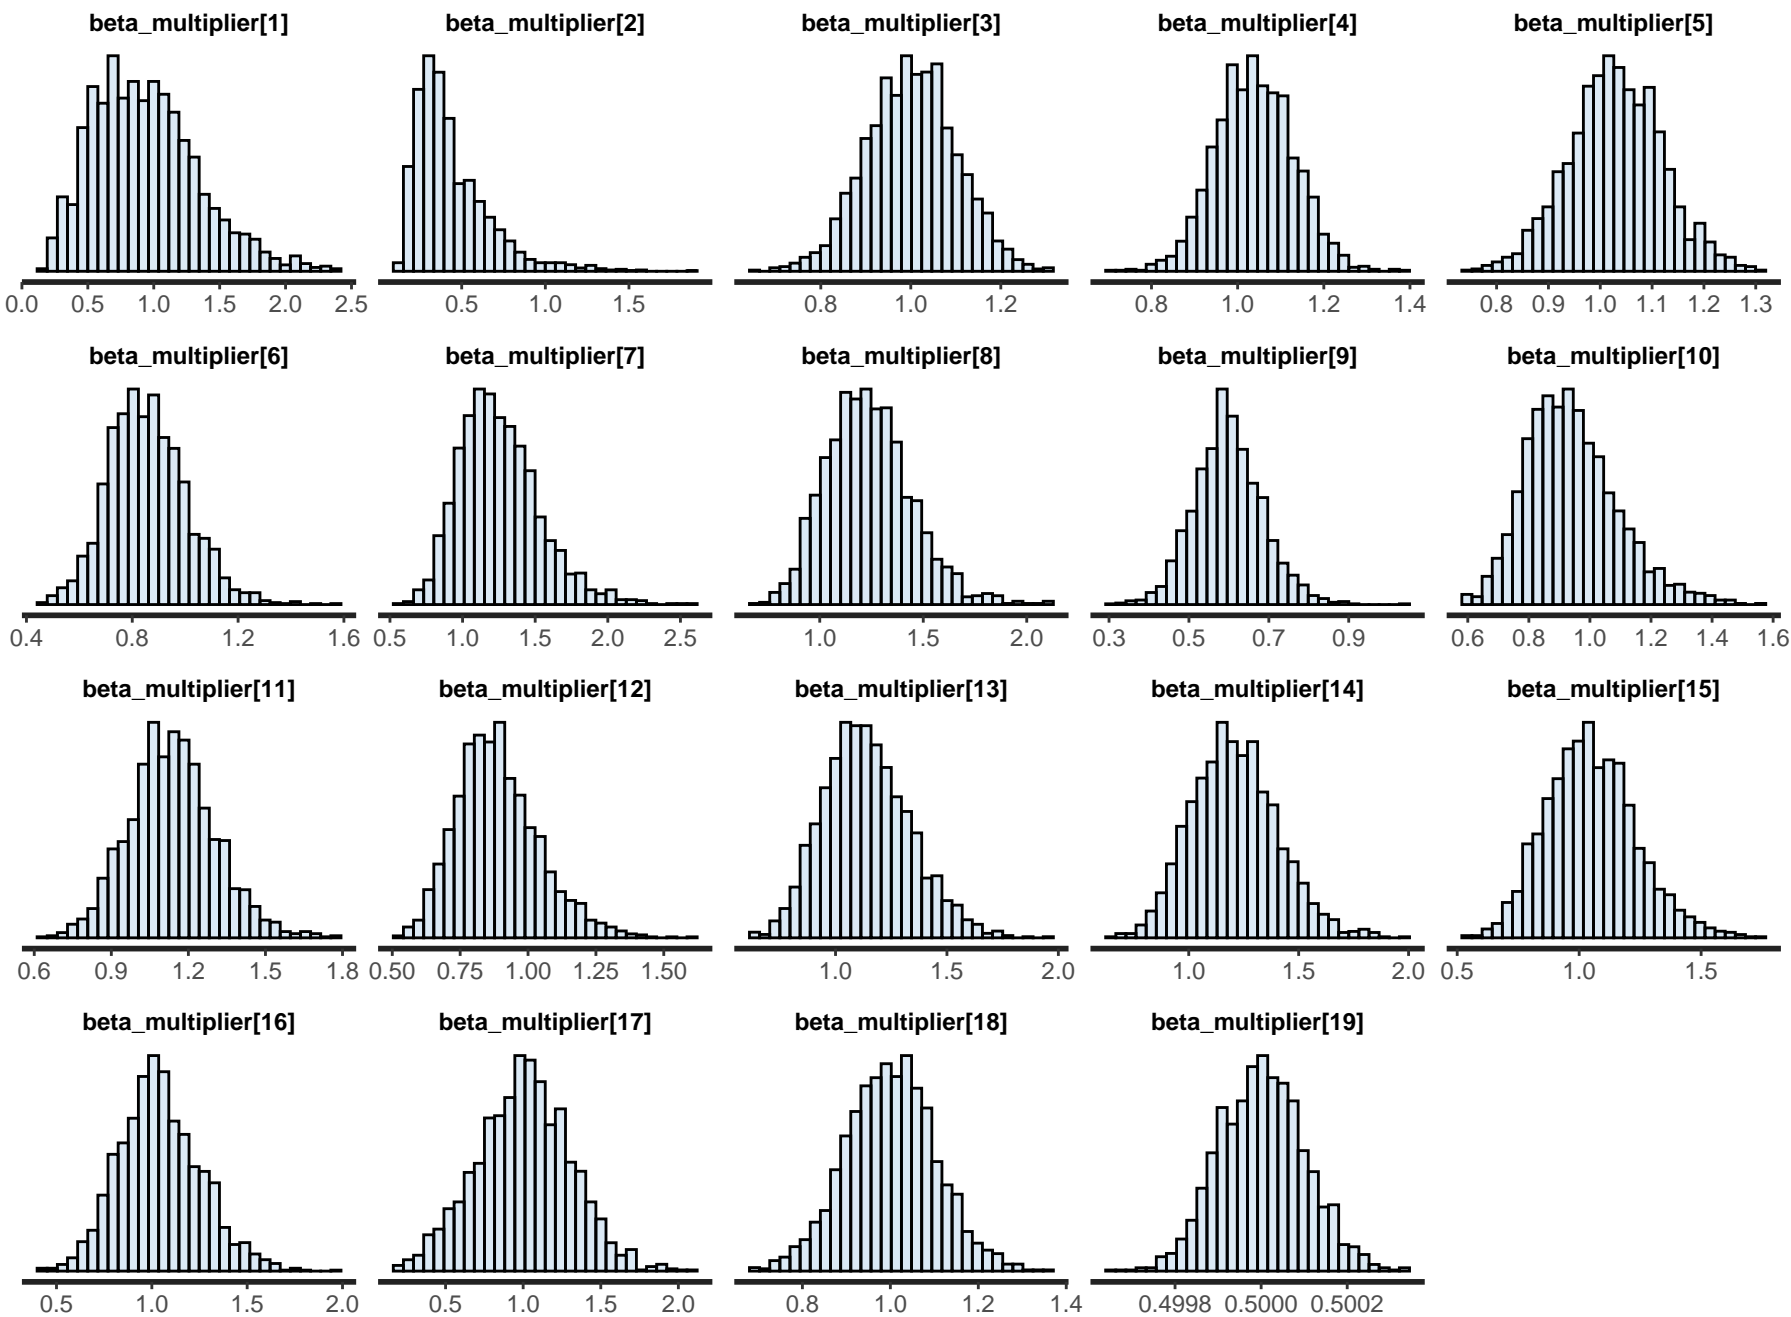 beta_multiplier[1] beta_multiplier[2] beta_multiplier[3] beta_multiplier[4] beta_multiplier[5]
0.0 0.5 1.0 1.5 2.0 2.5 0.5 1.0 1.5 0.8 1.0 1.2 0.8 1.0 1.2 1.4 0.8 0.9 1.0 1.1 1.2 1.3
beta_multiplier[6] beta_multiplier[7] beta_multiplier[8] beta_multiplier[9] beta_multiplier[10]
0.4 0.8 1.2 1.6 0.5 1.0 1.5 2.0 2.5 1.0 1.5 2.0 0.3 0.5 0.7 0.9 0.6 0.8 1.0 1.2 1.4 1.6
beta_multiplier[11] beta_multiplier[12] beta_multiplier[13] beta_multiplier[14] beta_multiplier[15]
0.6 0.9 1.2 1.5 1.8 0.50 0.75 1.00 1.25 1.50 1.0 1.5 2.0 1.0 1.5 2.0 0.5 1.0 1.5
beta_multiplier[16] beta_multiplier[17] beta_multiplier[18] beta_multiplier[19]
0.5 1.0 1.5 2.0 0.5 1.0 1.5 2.0 0.8 1.0 1.2 1.4 0.4998 0.5000 0.5002